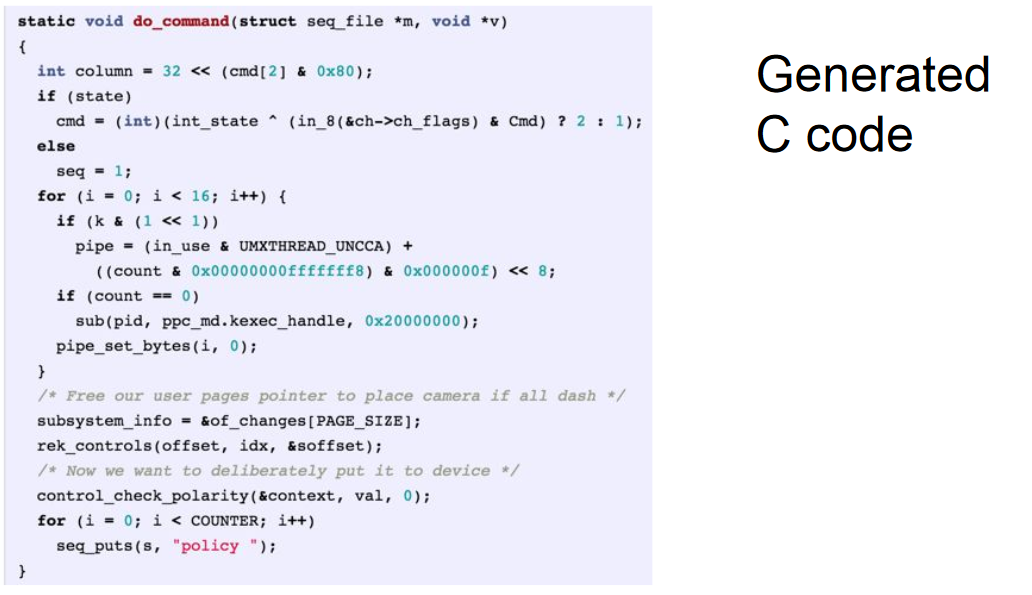 static void do_command(struct seq_file *m, void *v)
{
  int column = 32 << (cmd[2] & 0x80);
  if (state)
    cmd = (int)(int_state ^ (in_8(&ch->ch_flags) & Cmd) ? 2 : 1);
  else
    seq = 1;
  for (i = 0; i < 16; i++) {
    if (k & (1 << 1))
      pipe = (in_use & UMXTHREAD_UNCCA) +
        ((count & 0x00000000fffffff8) & 0x000000f) << 8;
    if (count == 0)
      sub(pid, ppc_md.kexec_handle, 0x20000000);
    pipe_set_bytes(i, 0);
  }
  /* Free our user pages pointer to place camera if all dash */
  subsystem_info = &of_changes[PAGE_SIZE];
  rek_controls(offset, idx, &soffset);
  /* Now we want to deliberately put it to device */
  control_check_polarity(&context, val, 0);
  for (i = 0; i < COUNTER; i++)
    seq_puts(s, "policy ");
}
Generated
C code